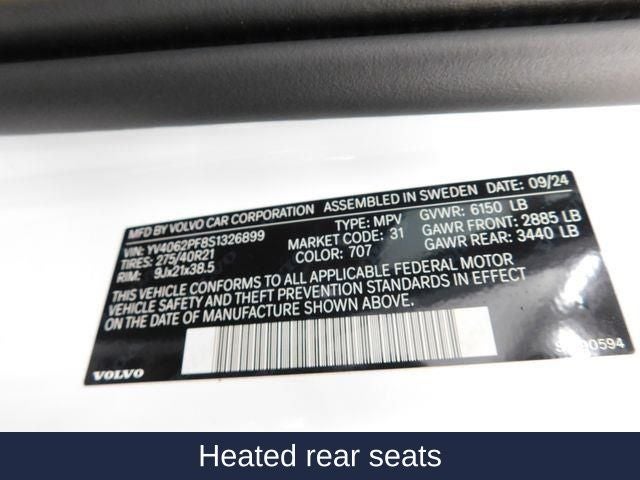 MFD BY VOLVO CAR CORPORATION ASSEMBLED IN SWEDEN DATE: 09/24
VIN: YV4062PF8S1326899 TYPE: MPV GVWR: 6150 LB
TIRES: 275/40R21 MARKET CODE: 31 GAWR FRONT: 2885 LB
RIM: 9Jx21x38.5 COLOR: 707 GAWR REAR: 3440 LB
THIS VEHICLE CONFORMS TO ALL APPLICABLE FEDERAL MOTOR
VEHICLE SAFETY AND THEFT PREVENTION STANDARDS IN EFFECT
ON THE DATE OF MANUFACTURE SHOWN ABOVE.
VOLVO
Heated rear seats